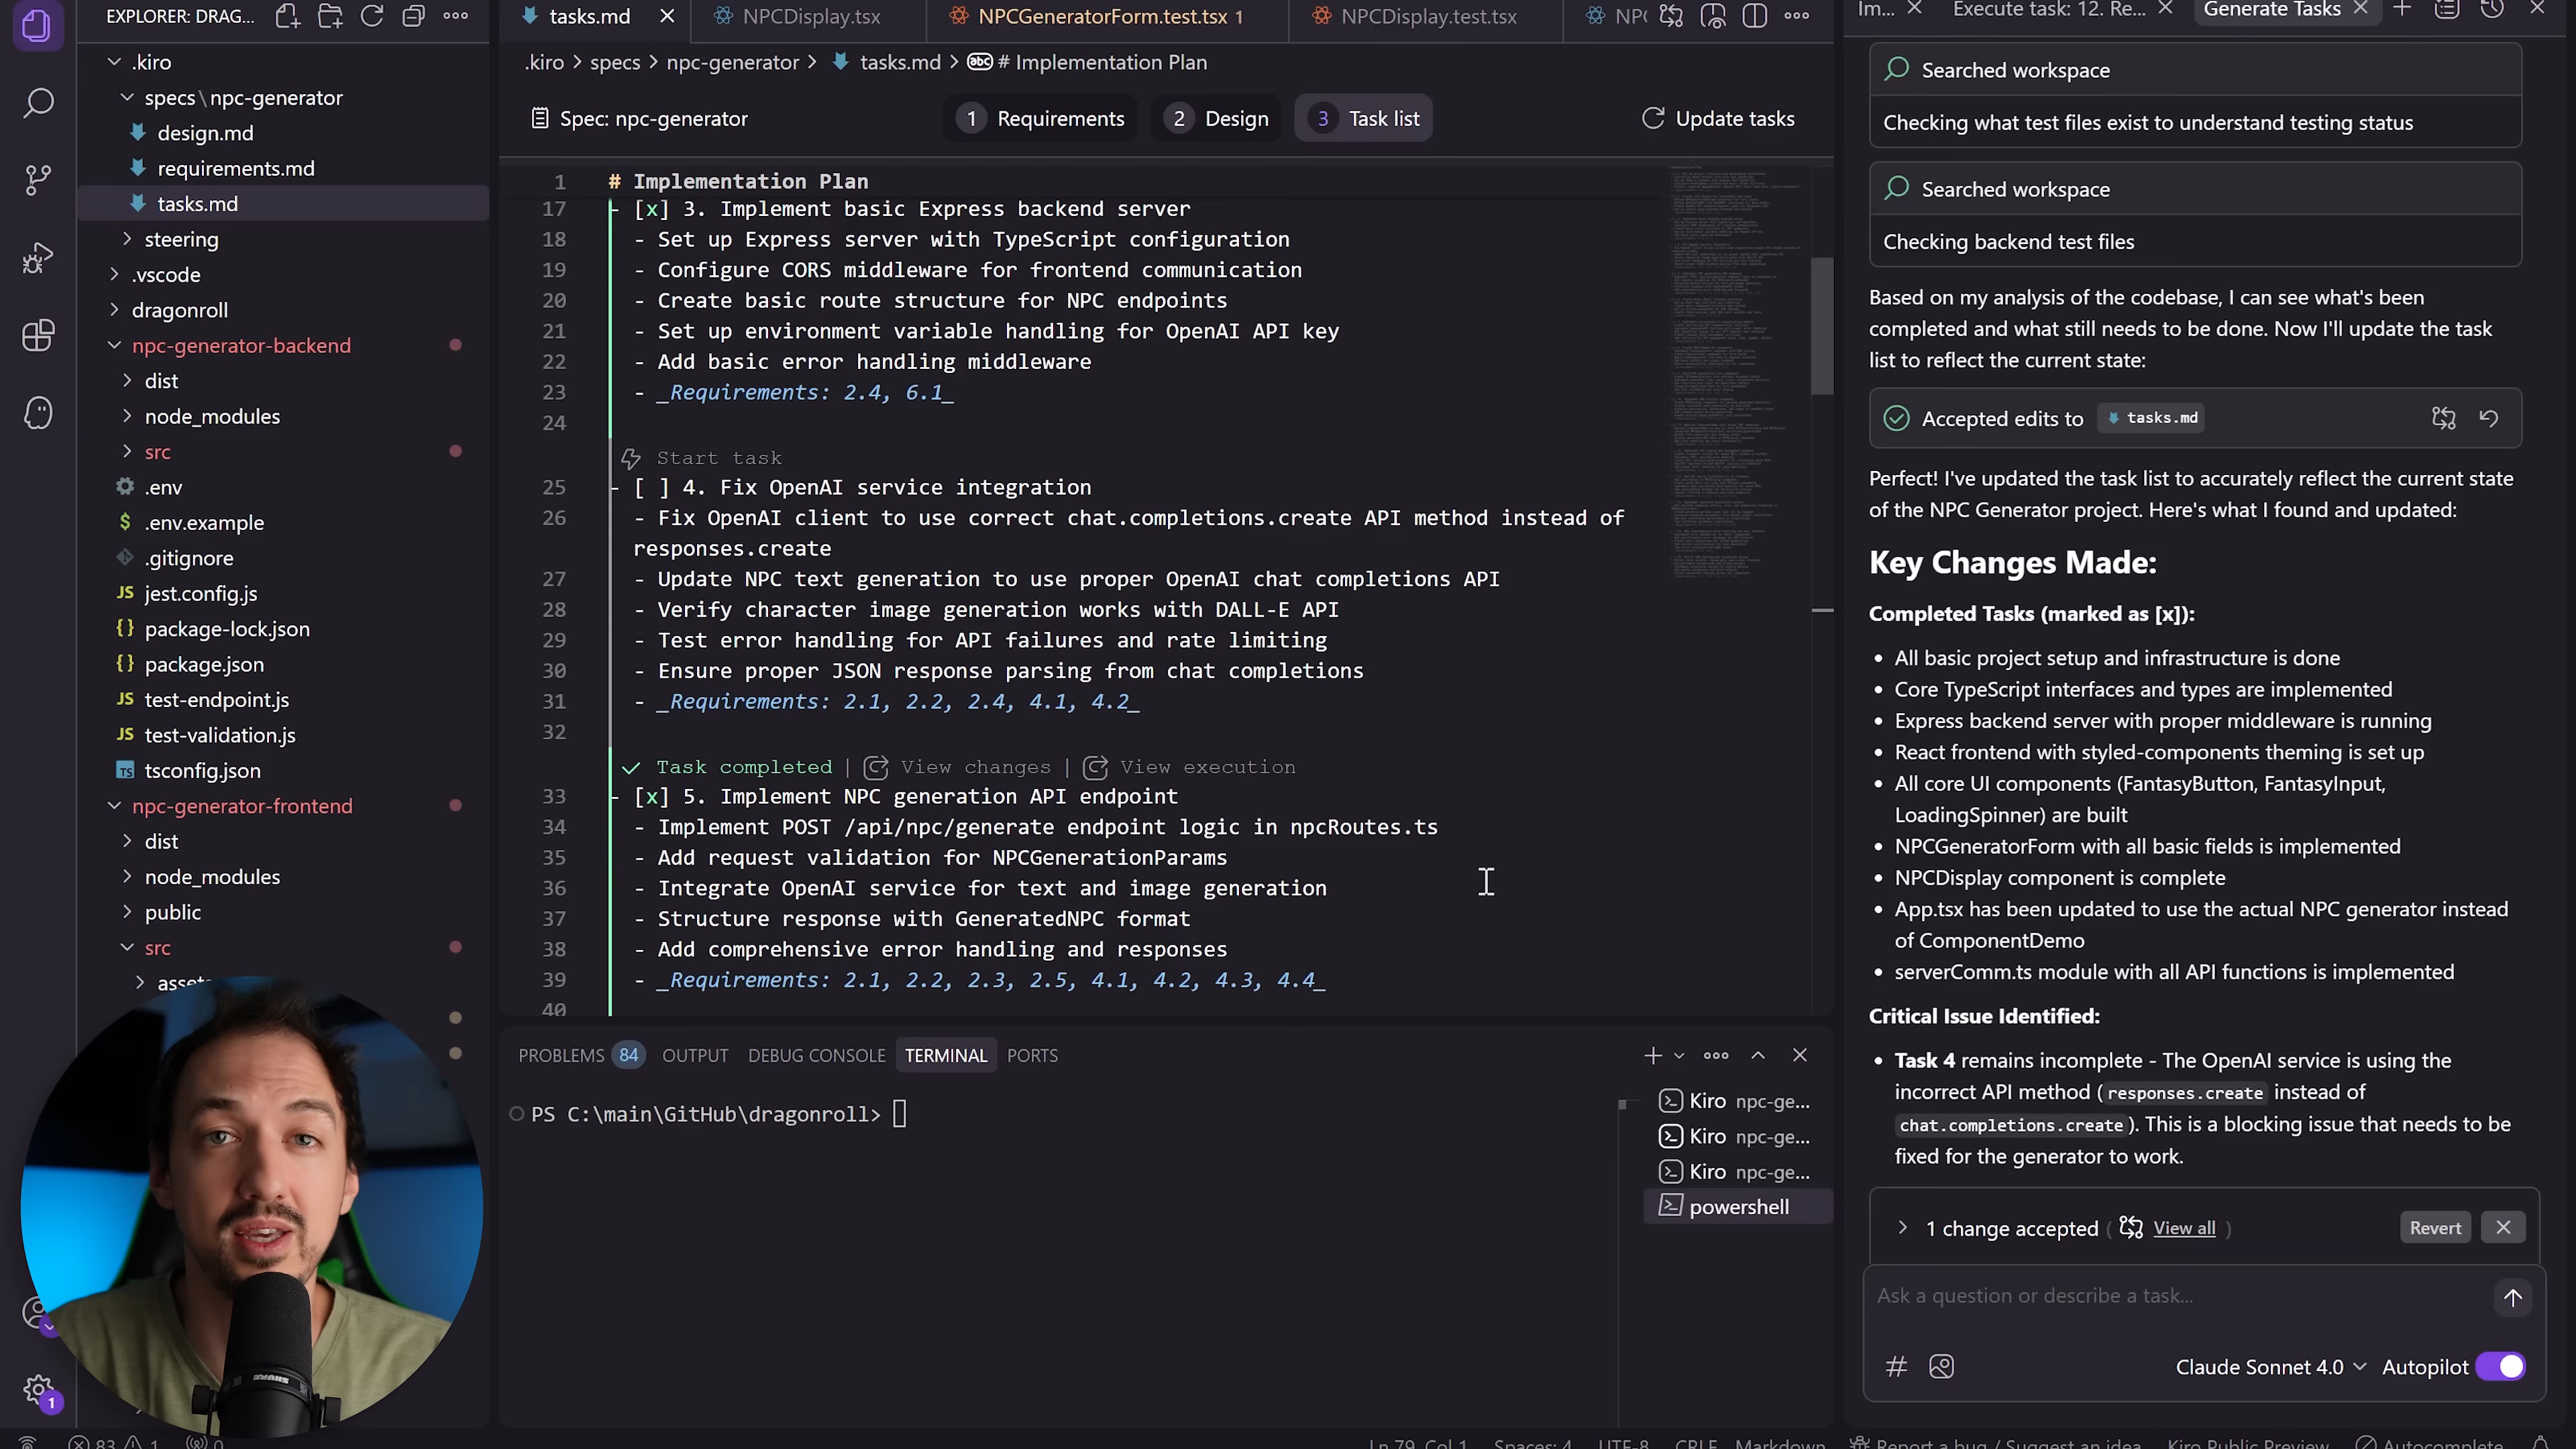 EXPLORER: DRAG...
.kiro
specs\npc-generator
design.md
requirements.md
tasks.md
steering
.vscode
dragonroll
npc-generator-backend
dist
node_modules
src
.env
.env.example
.gitignore
jest.config.js
package-lock.json
package.json
test-endpoint.js
test-validation.js
tsconfig.json
npc-generator-frontend
dist
node_modules
public
src
1
tasks.md
NPCDisplay.tsx
NPCGeneratorForm.test.tsx 1
NPCDisplay.test.tsx
.kiro > specs > npc-generator > tasks.md > # Implementation Plan
Spec: npc-generator
1 Requirements
2 Design
3 Task list
Update tasks
1 # Implementation Plan
17 - [x] 3. Implement basic Express backend server
18 - Set up Express server with TypeScript configuration
19 - Configure CORS middleware for frontend communication
20 - Create basic route structure for NPC endpoints
21 - Set up environment variable handling for OpenAI API key
22 - Add basic error handling middleware
23 - _Requirements: 2.4, 6.1_
24
Start task
25 - [ ] 4. Fix OpenAI service integration
26 - Fix OpenAI client to use correct chat.completions.create API method instead of
responses.create
27 - Update NPC text generation to use proper OpenAI chat completions API
28 - Verify character image generation works with DALL-E API
29 - Test error handling for API failures and rate limiting
30 - Ensure proper JSON response parsing from chat completions
31 - _Requirements: 2.1, 2.2, 2.4, 4.1, 4.2_
32
Task completed | View changes | View execution
33 - [x] 5. Implement NPC generation API endpoint
34 - Implement POST /api/npc/generate endpoint logic in npcRoutes.ts
35 - Add request validation for NPCGenerationParams
36 - Integrate OpenAI service for text and image generation
37 - Structure response with GeneratedNPC format
38 - Add comprehensive error handling and responses
39 - _Requirements: 2.1, 2.2, 2.3, 2.5, 4.1, 4.2, 4.3, 4.4_
40
PROBLEMS 84 OUTPUT DEBUG CONSOLE TERMINAL PORTS
PS C:\main\GitHub\dragonroll>
Kiro npc-ge...
Kiro npc-ge...
Kiro npc-ge...
powershell
Im...
Execute task: 12. Re...
Generate Tasks
Searched workspace
Checking what test files exist to understand testing status
Searched workspace
Checking backend test files
Based on my analysis of the codebase, I can see what's been
completed and what still needs to be done. Now I'll update the task
list to reflect the current state:
Accepted edits to tasks.md
Perfect! I've updated the task list to accurately reflect the current state
of the NPC Generator project. Here's what I found and updated:
Key Changes Made:
Completed Tasks (marked as [x]):
• All basic project setup and infrastructure is done
• Core TypeScript interfaces and types are implemented
• Express backend server with proper middleware is running
• React frontend with styled-components theming is set up
• All core UI components (FantasyButton, FantasyInput,
LoadingSpinner) are built
• NPCGeneratorForm with all basic fields is implemented
• NPCDisplay component is complete
• App.tsx has been updated to use the actual NPC generator instead
of ComponentDemo
• serverComm.ts module with all API functions is implemented
Critical Issue Identified:
• Task 4 remains incomplete - The OpenAI service is using the
incorrect API method (responses.create instead of
chat.completions.create). This is a blocking issue that needs to be
fixed for the generator to work.
1 change accepted ( View all )
Revert
Ask a question or describe a task...
Claude Sonnet 4.0
Autopilot
SHURE
83 1 0
Ln 79, Col 1 Spaces: 4 UTF-8 CRLF Markdown Report a bug / Suggest an idea Kiro Public Preview Autocomplete